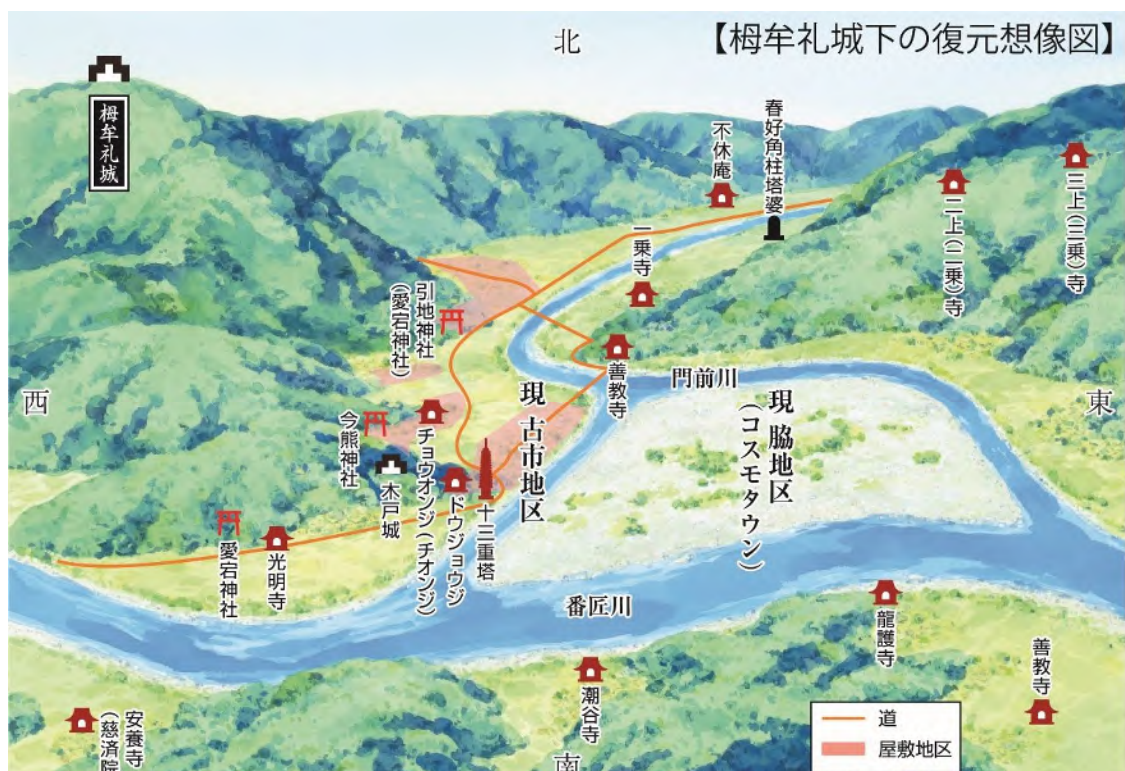 【栂牟礼城下の復元想像図】
北
栂牟礼城
春好角柱塔婆
不休庵
三上(三乗)寺
二上(二乗)寺
一乗寺
引地神社
(愛宕神社)
善教寺
門前川
西
東
現 古市地区
現 脇地区
(コスモタウン)
今熊神社
チョウオンジ(チオンジ)
木戸城
ドウジョウジ
十三重塔
愛宕神社
光明寺
番匠川
龍護寺
潮谷寺
善教寺
安養寺
(慈済院
南
道
屋敷地区